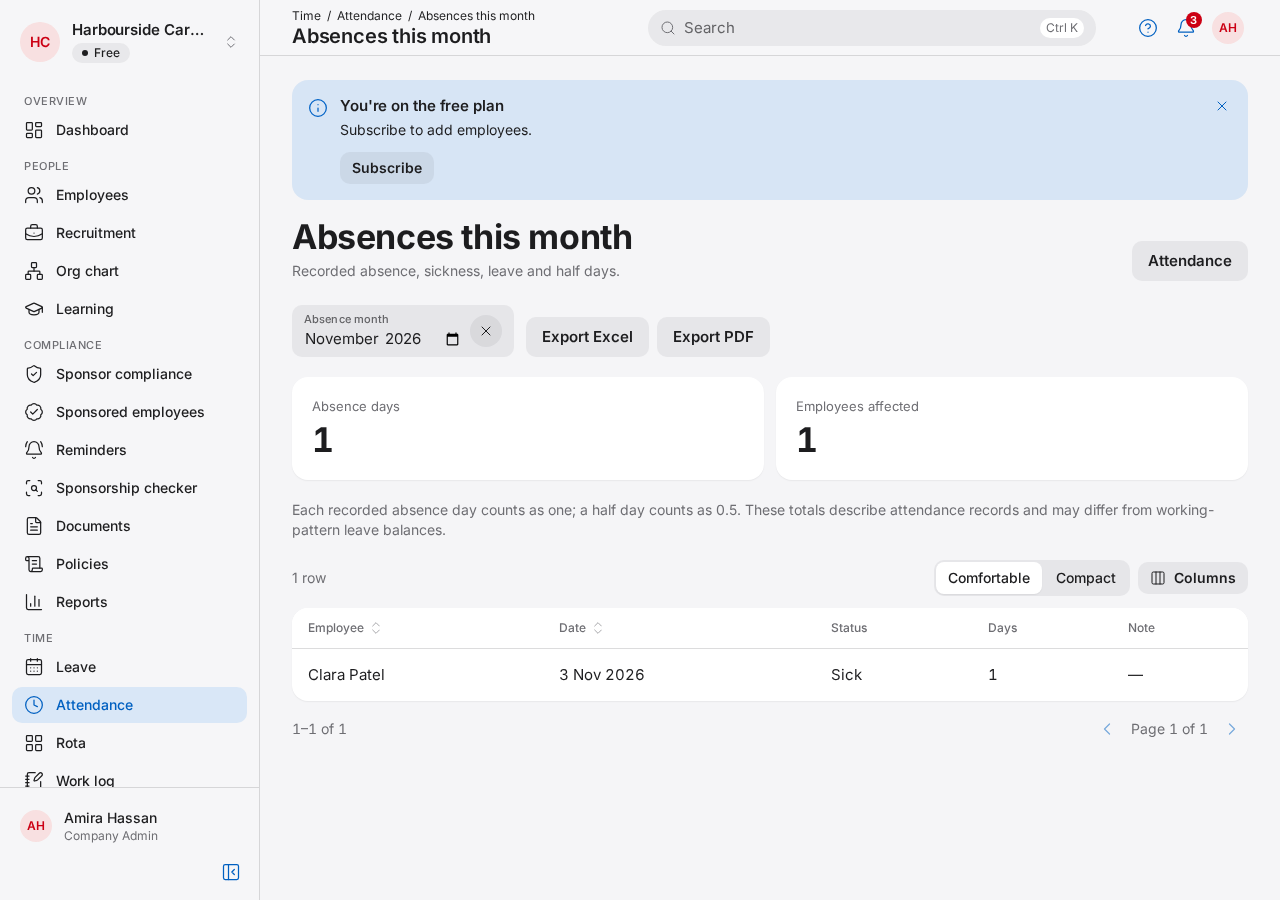 HC
Harbourside Car...
Free
OVERVIEW
Dashboard
PEOPLE
Employees
Recruitment
Org chart
Learning
COMPLIANCE
Sponsor compliance
Sponsored employees
Reminders
Sponsorship checker
Documents
Policies
Reports
TIME
Leave
Attendance
Rota
Work log
AH
Amira Hassan
Company Admin
Time / Attendance / Absences this month
Absences this month
Search
Ctrl K
3
AH
You're on the free plan
Subscribe to add employees.
Subscribe
Absences this month
Recorded absence, sickness, leave and half days.
Attendance
Absence month
November 2026
Export Excel
Export PDF
Absence days
1
Employees affected
1
Each recorded absence day counts as one; a half day counts as 0.5. These totals describe attendance records and may differ from working-
pattern leave balances.
1 row
Comfortable
Compact
Columns
Employee Date Status Days Note
Clara Patel 3 Nov 2026 Sick 1 —
1–1 of 1
Page 1 of 1